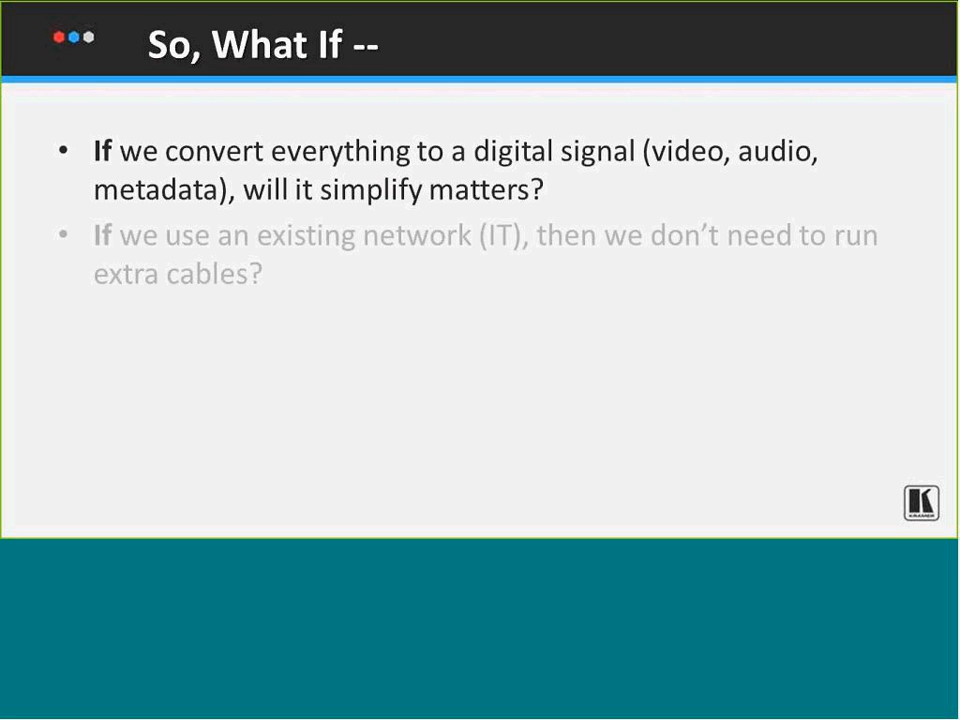 So, What If --
• If we convert everything to a digital signal (video, audio,
metadata), will it simplify matters?
• If we use an existing network (IT), then we don’t need to run
extra cables?
K
KRAMER